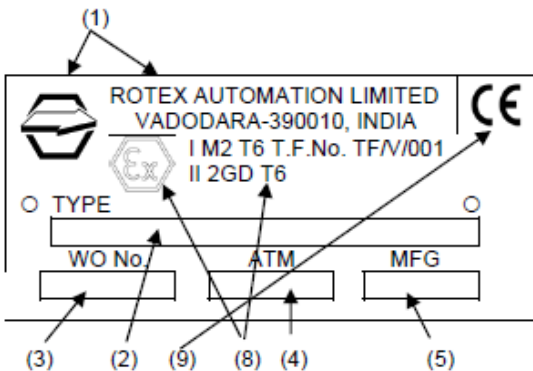 (1)
ROTEX AUTOMATION LIMITED
VADODARA-390010, INDIA
CE
Ex
I M2 T6 T.F.No. TF/V/001
II 2GD T6
TYPE
WO No. ATM MFG
(3) (2) (9) (8) (4) (5)